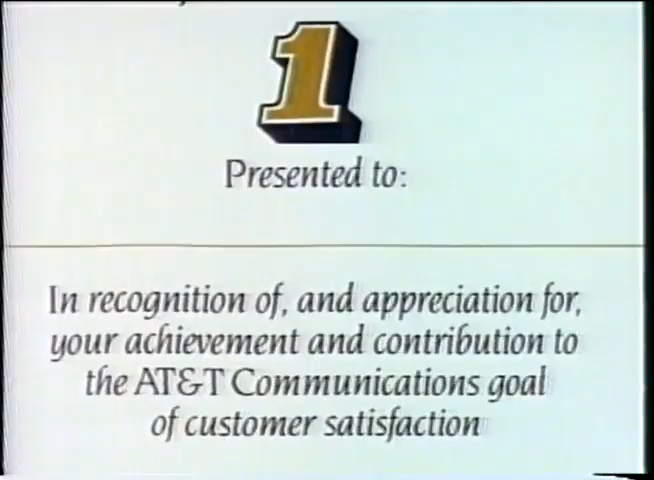 1
Presented to:
In recognition of, and appreciation for,
your achievement and contribution to
the AT&T Communications goal
of customer satisfaction